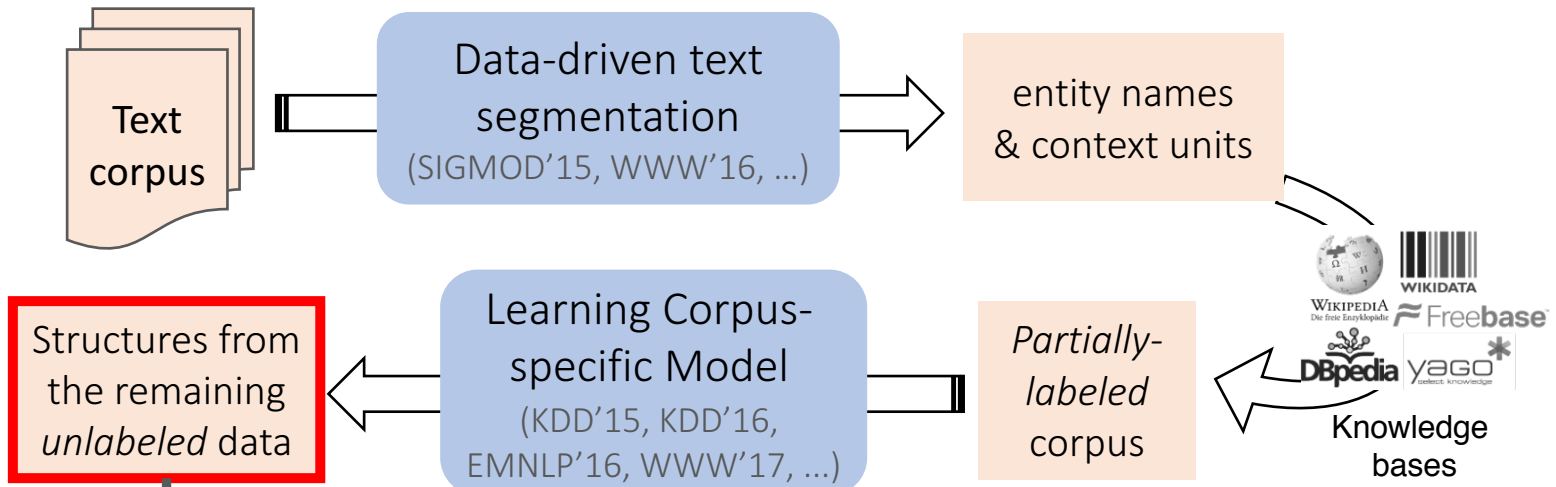 Text
corpus
Data-driven text
segmentation
(SIGMOD’15, WWW’16, …)
entity names
& context units
WIKIPEDIA
Die freie Enzyklopädie
WIKIDATA
Freebase
DBpedia
yago
select knowledge
Knowledge
bases
Partially-
labeled
corpus
Learning Corpus-
specific Model
(KDD’15, KDD’16,
EMNLP’16, WWW’17, …)
Structures from
the remaining
unlabeled data